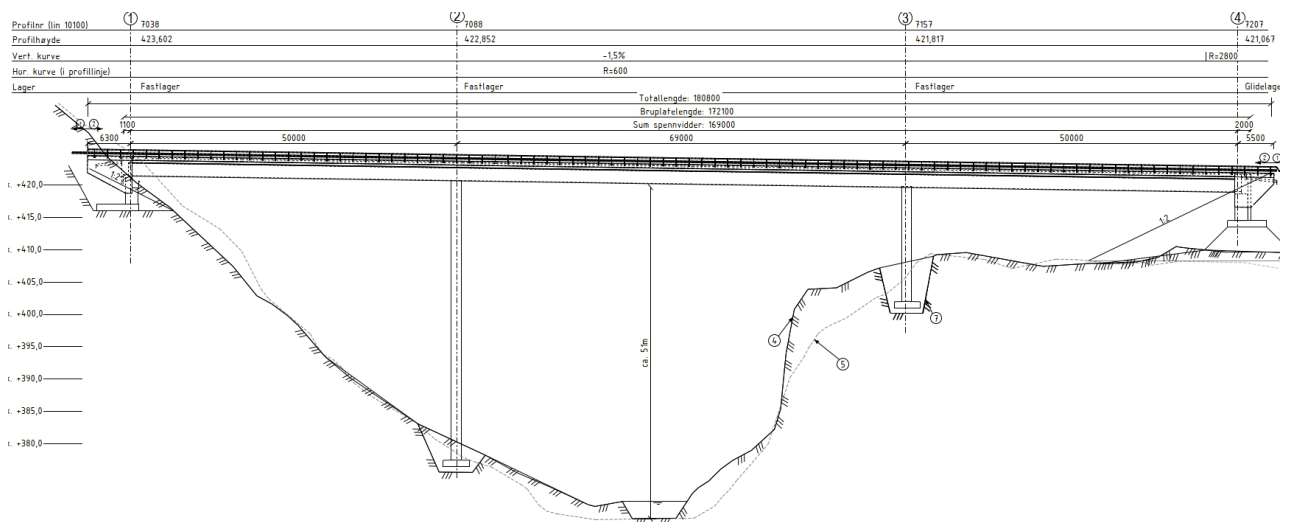 1 2 3 4
Profilnr (lin 10100) 7038 7088 7157 7207
Profilhøyde 423,602 422,852 421,817 421,067
Vert. kurve -1,5% R=2800
Hor. kurve (i profillinje) R=600
Lager Fastlager Fastlager Fastlager Glidelage
Totallengde: 180800
Bruplatelengde: 172100
1100 Sum spennvidder: 169000 2000
6300 50000 69000 50000 5500
2 2
1:2
+420,0
+415,0
1:2
+410,0
+405,0
+400,0
7
4
+395,0
5
ca. 51m
+390,0
+385,0
+380,0